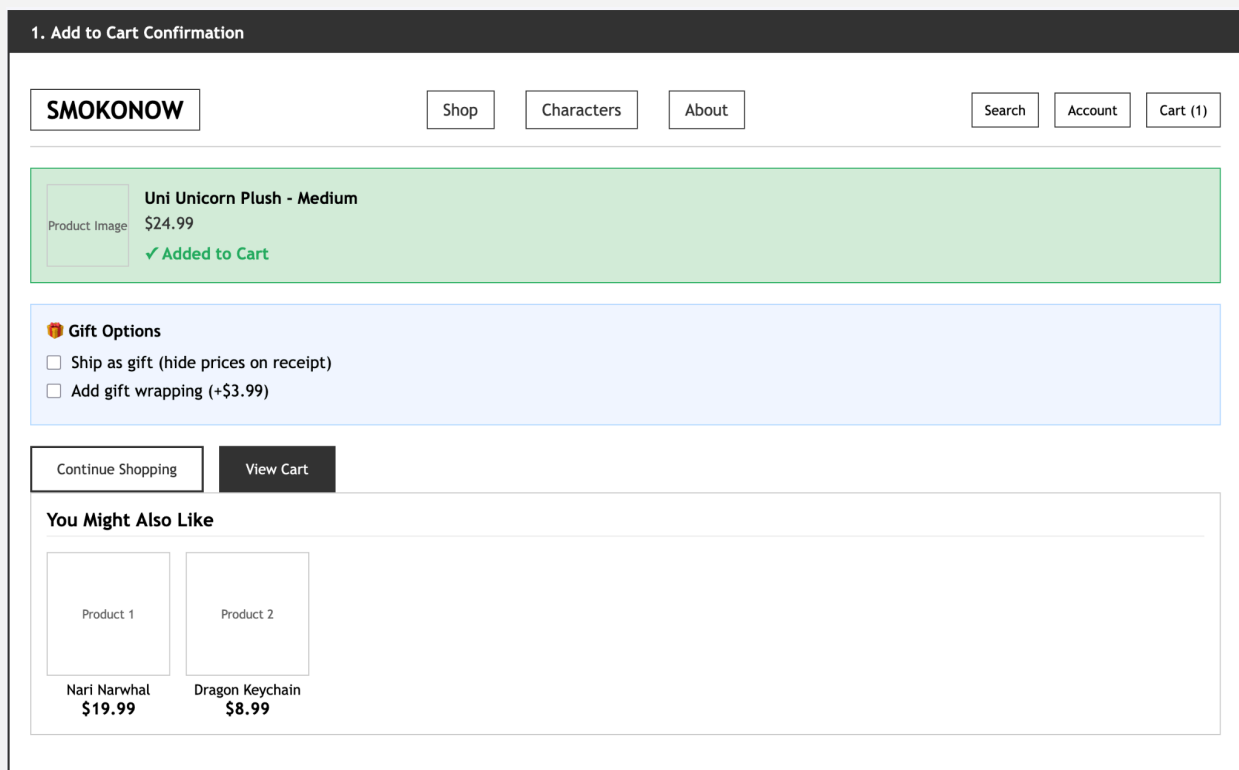 1. Add to Cart Confirmation
SMOKONOW
Shop
Characters
About
Search
Account
Cart (1)
Product Image
Uni Unicorn Plush - Medium
$24.99
✓ Added to Cart
🎁 Gift Options
Ship as gift (hide prices on receipt)
Add gift wrapping (+$3.99)
Continue Shopping
View Cart
You Might Also Like
Product 1
Product 2
Nari Narwhal
$19.99
Dragon Keychain
$8.99